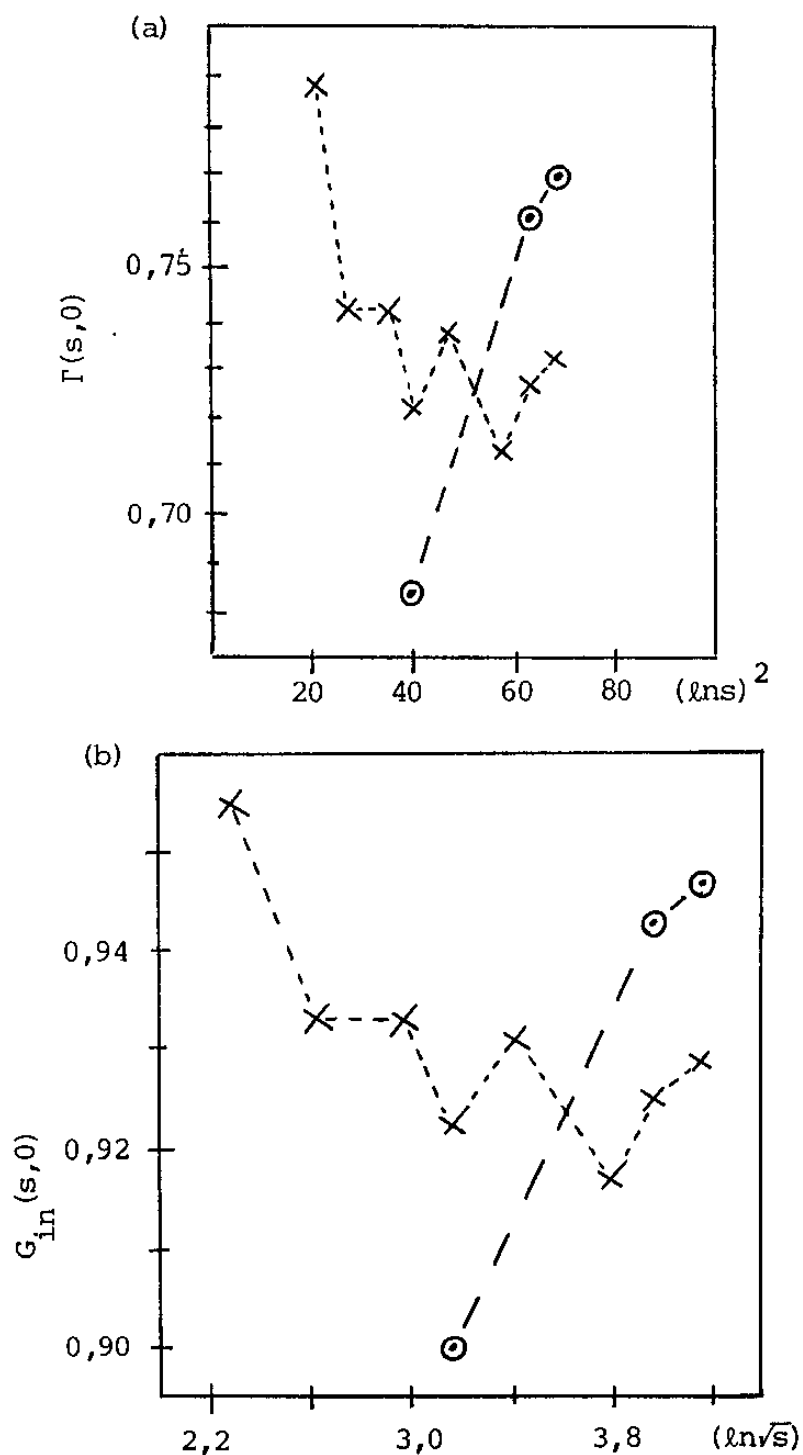 (a)
Γ(s,0)
0,75
0,70
20 40 60 80 (ℓns)²
(b)
G_in(s,0)
0,94
0,92
0,90
2,2 3,0 3,8 (ℓn√s)